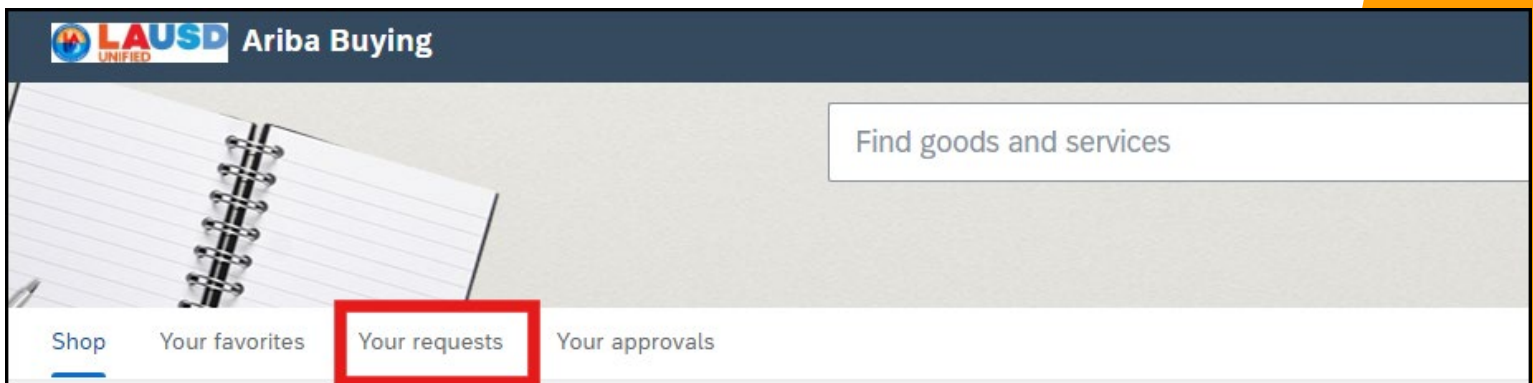 LAUSD Ariba Buying
UNIFIED
Find goods and services
Shop Your favorites Your requests Your approvals